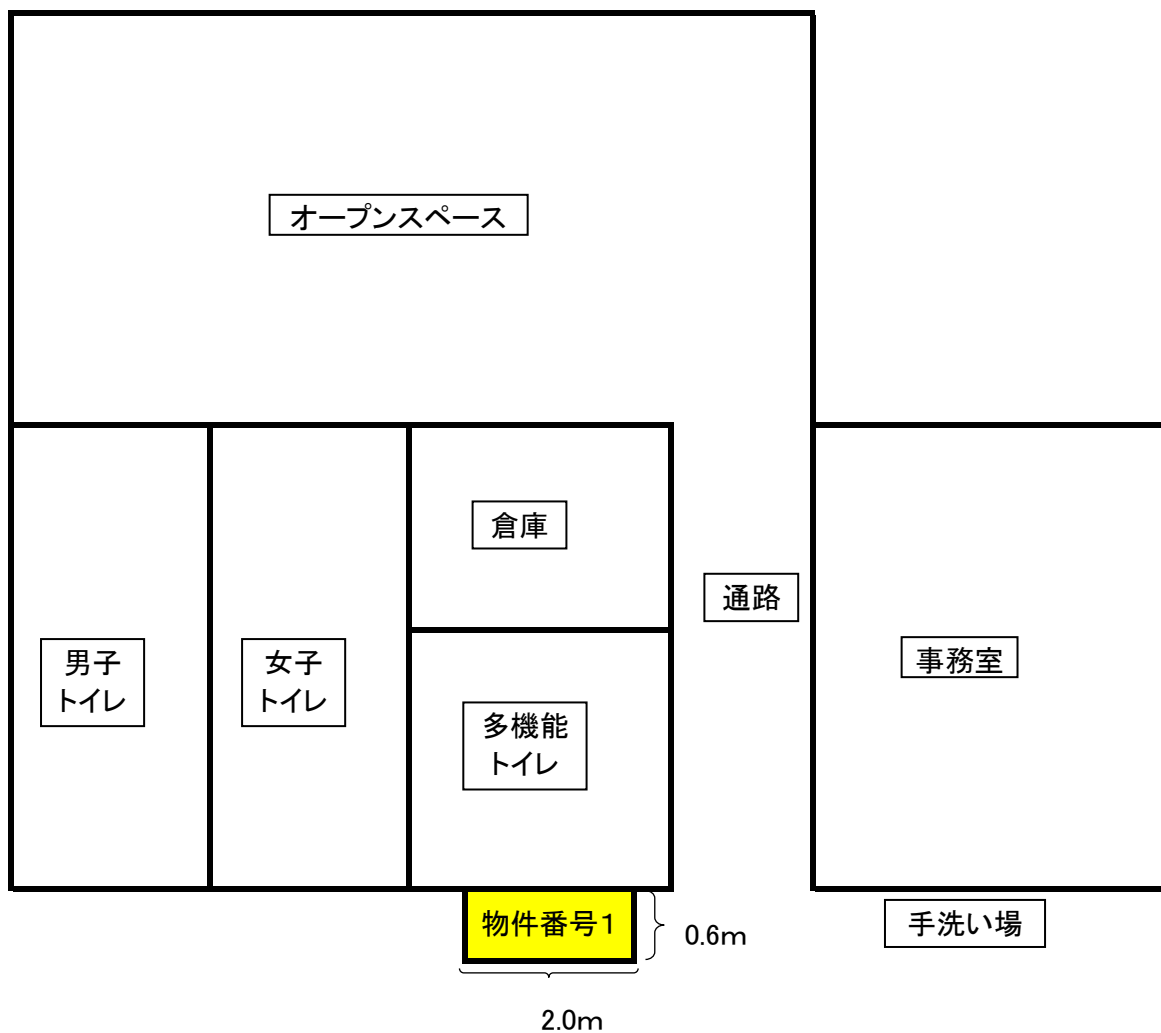 オープンスペース
倉庫
通路
男子
トイレ
女子
トイレ
事務室
多機能
トイレ
物件番号1
0.6m
手洗い場
2.0m